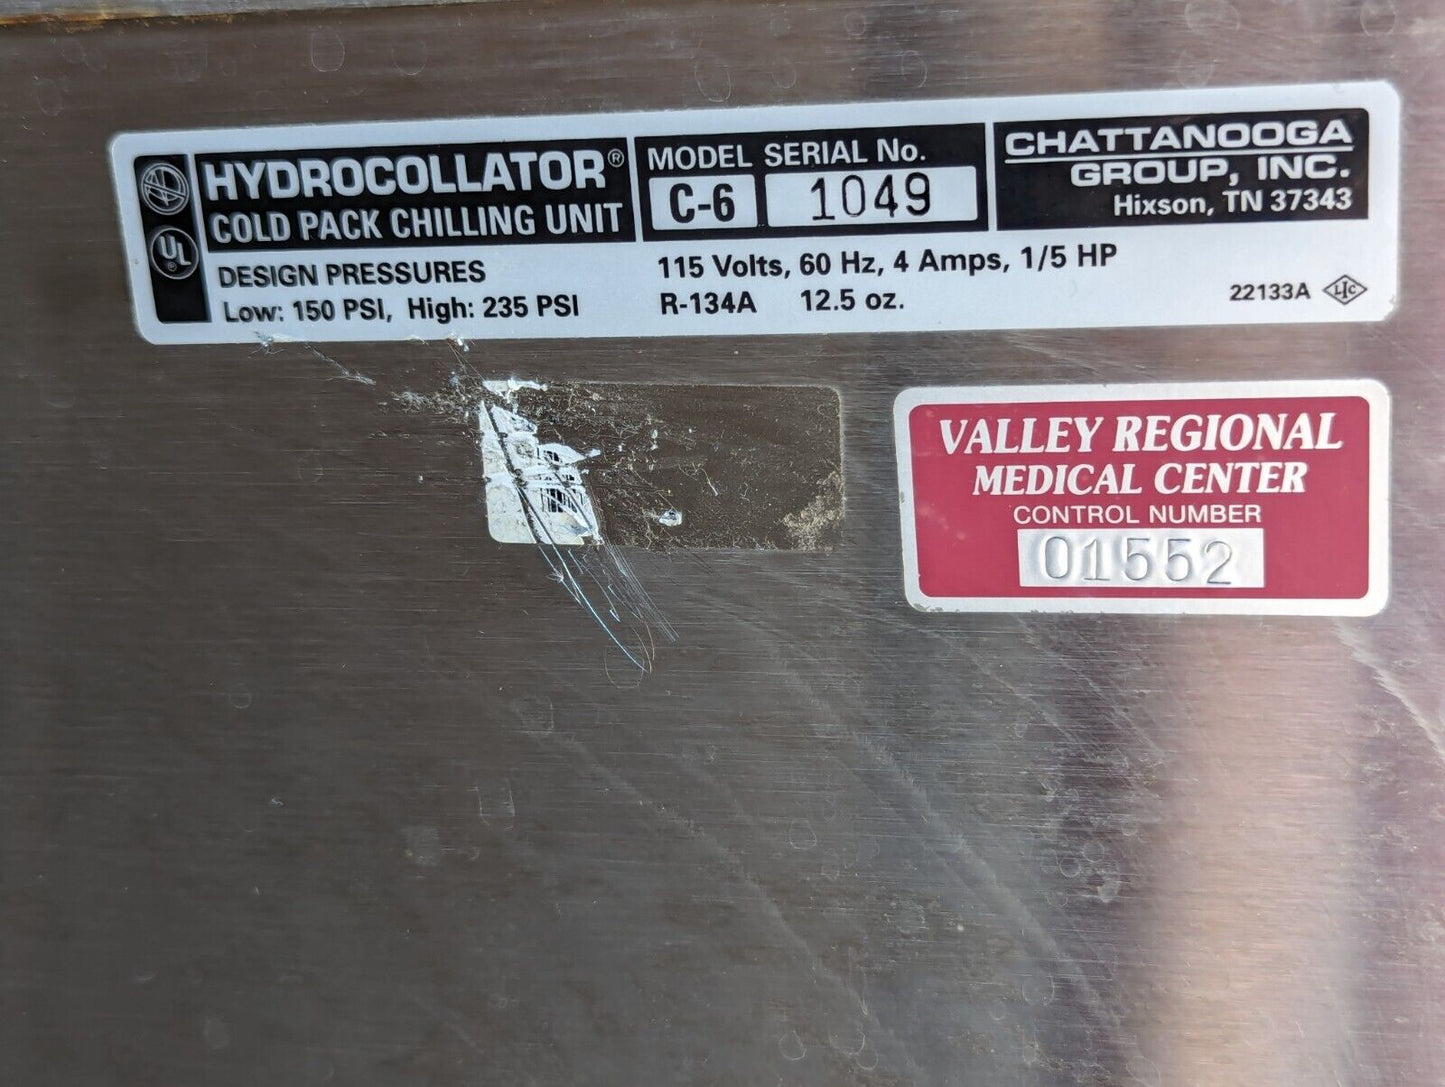 HYDROCOLLATOR®
COLD PACK CHILLING UNIT
MODEL SERIAL No.
C-6 1049
CHATTANOOGA
GROUP, INC.
Hixson, TN 37343
UL®
DESIGN PRESSURES
Low: 150 PSI, High: 235 PSI
115 Volts, 60 Hz, 4 Amps, 1/5 HP
R-134A 12.5 oz.
22133A LIC
VALLEY REGIONAL
MEDICAL CENTER
CONTROL NUMBER
01552